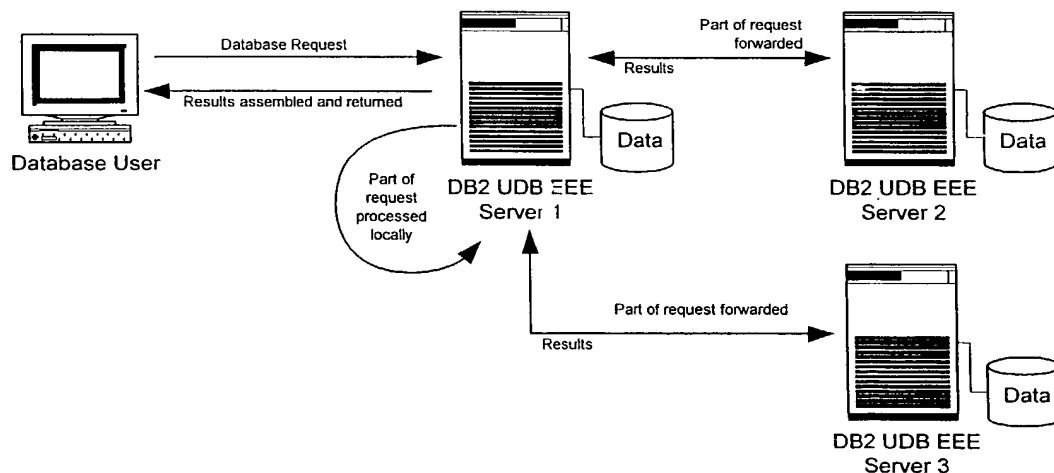 Database Request
Results assembled and returned
Database User
Part of
request
processed
locally
Data
DB2 UDB EEE
Server 1
Part of request
forwarded
Results
Data
DB2 UDB EEE
Server 2
Part of request forwarded
Results
Data
DB2 UDB EEE
Server 3